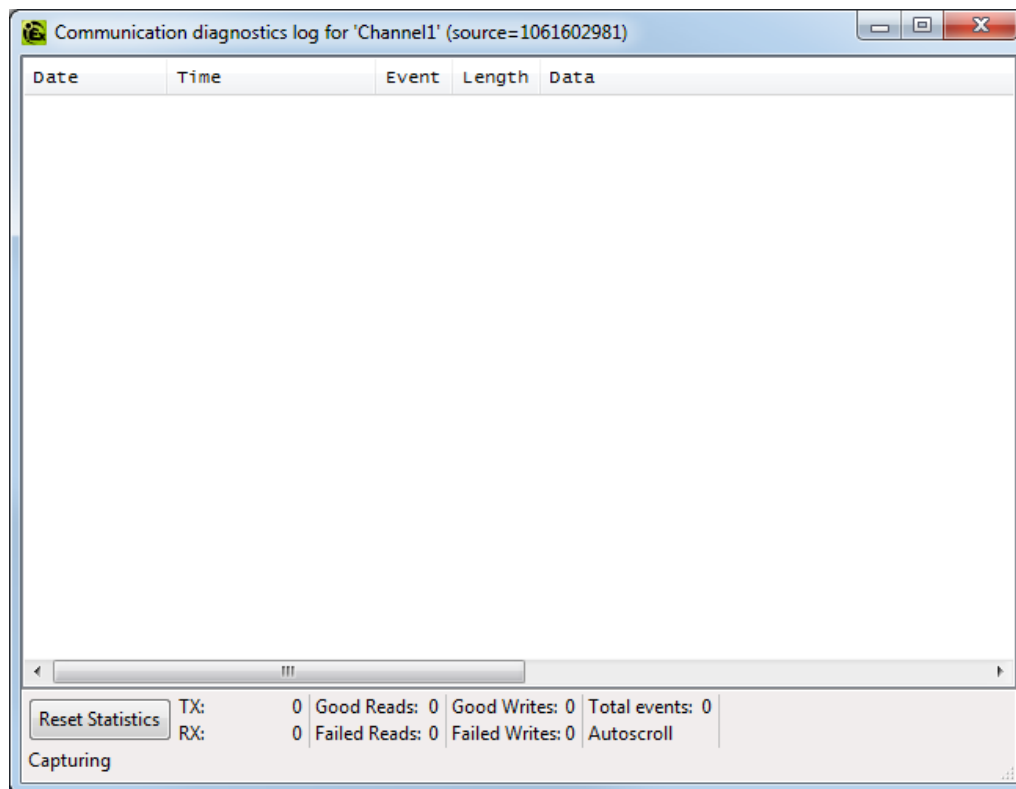 Communication diagnostics log for 'Channel1' (source=1061602981)
Date Time Event Length Data
TX: 0 Good Reads: 0 Good Writes: 0 Total events: 0
Reset Statistics
RX: 0 Failed Reads: 0 Failed Writes: 0 Autoscroll
Capturing